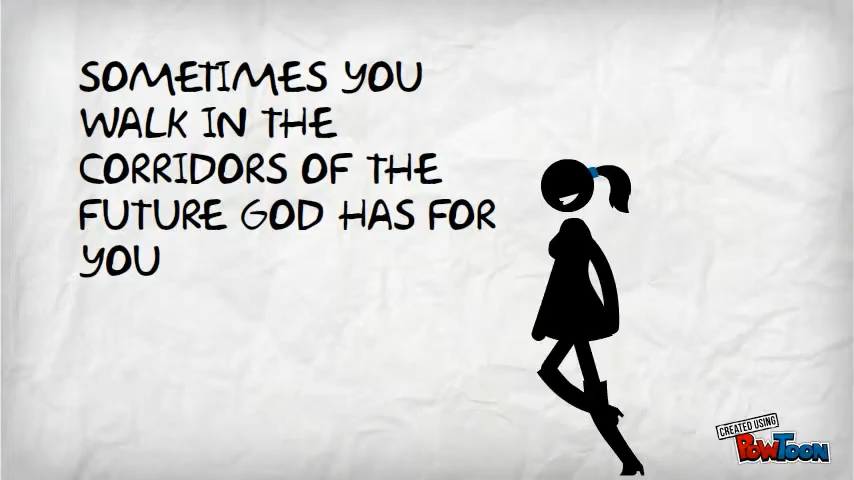 SOMETIMES YOU
WALK IN THE
CORRIDORS OF THE
FUTURE GOD HAS FOR
YOU
CREATED USING
POWTOON